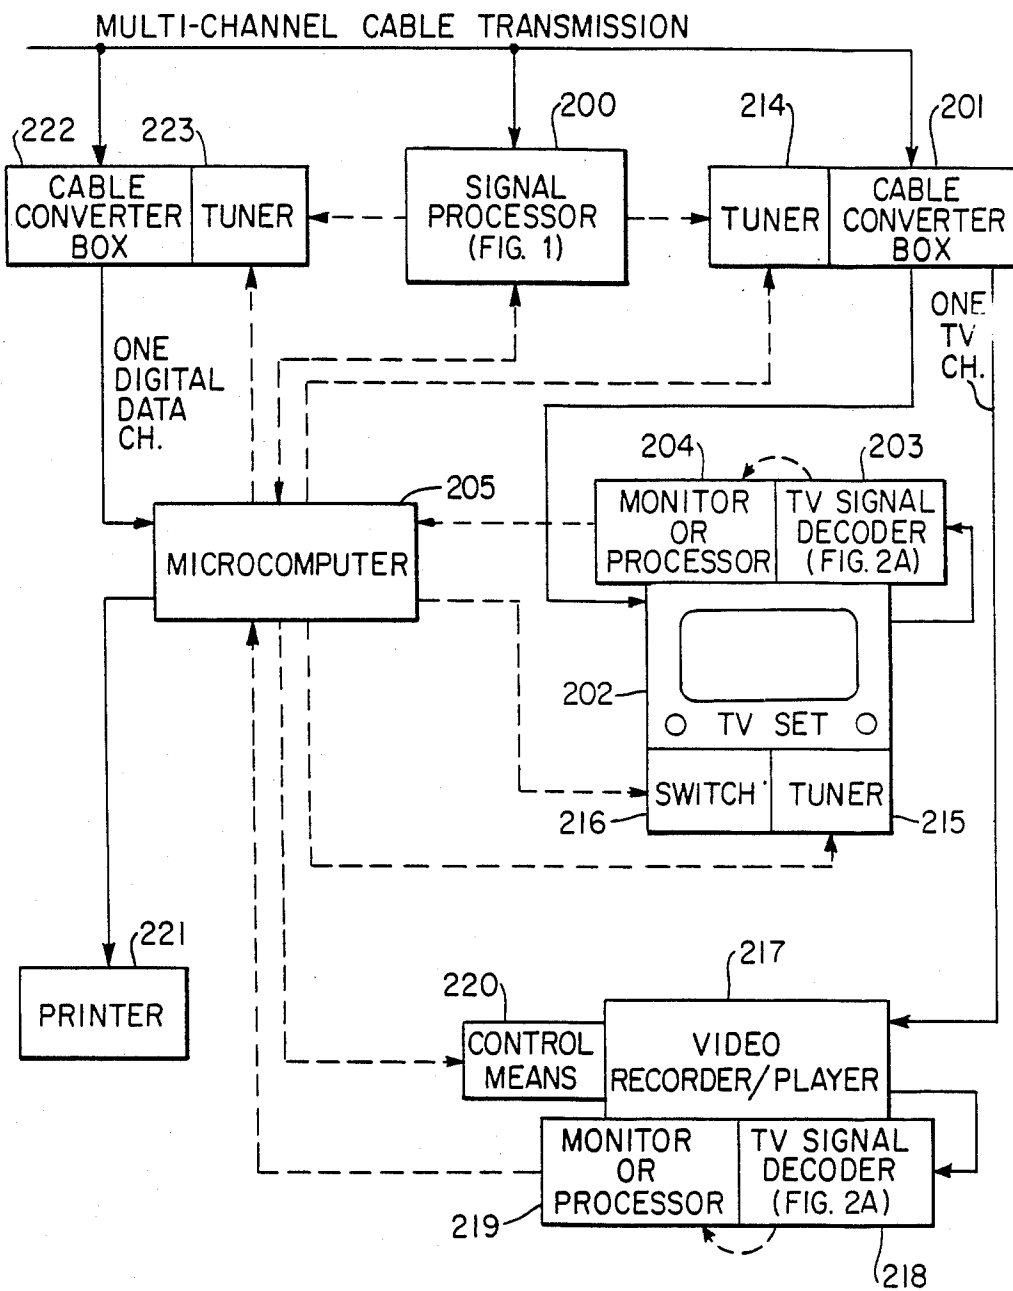 MULTI-CHANNEL CABLE TRANSMISSION
222
223
200
214
201
CABLE
CONVERTER
BOX
TUNER
SIGNAL
PROCESSOR
(FIG. 1)
TUNER
CABLE
CONVERTER
BOX
ONE
DIGITAL
DATA
CH.
ONE
TV
CH.
204
203
205
MONITOR
OR
PROCESSOR
TV SIGNAL
DECODER
(FIG. 2A)
MICROCOMPUTER
202
TV SET
SWITCH
TUNER
216
215
221
PRINTER
217
220
CONTROL
MEANS
VIDEO
RECORDER/PLAYER
MONITOR
OR
PROCESSOR
TV SIGNAL
DECODER
(FIG. 2A)
219
218